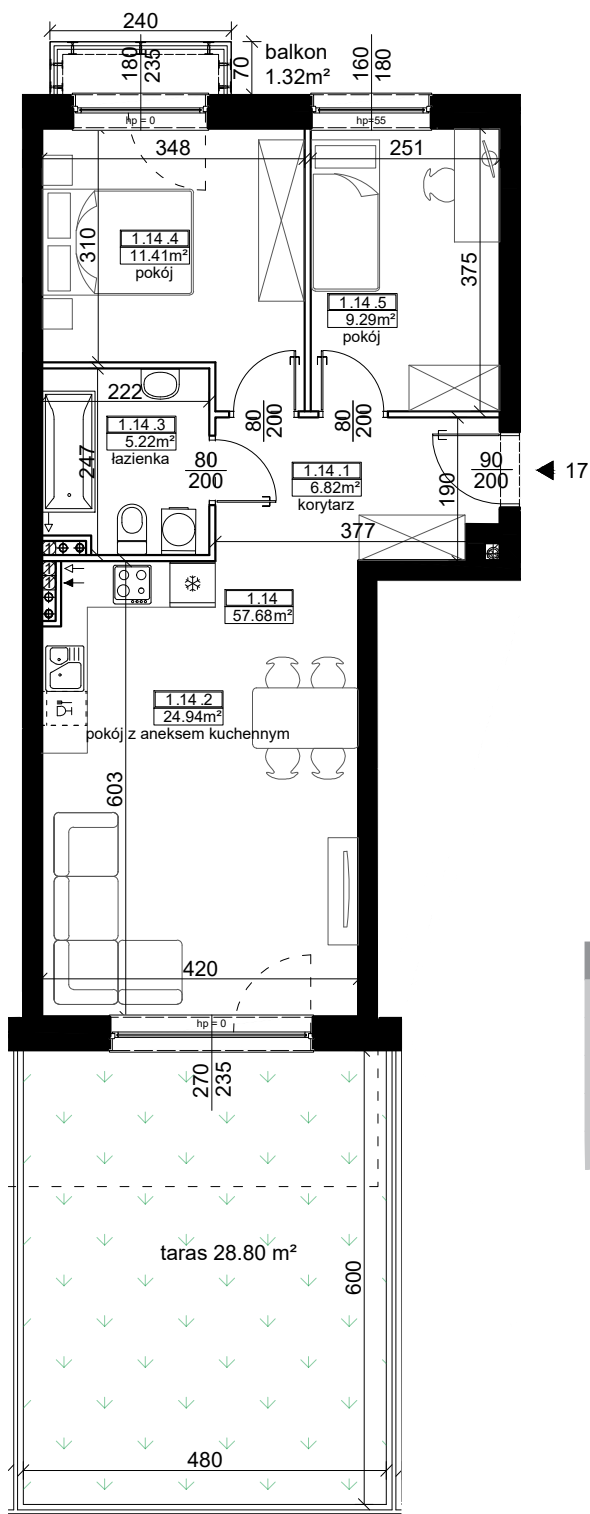 240
balkon
1.32m²
70
180
235
160
180
hp = 0
hp=55
348
251
310
375
1.14.4
11.41m²
pokój
1.14.5
9.29m²
pokój
222
247
1.14.3
5.22m²
łazienka
80
200
80
200
80
200
90
200
17
1.14.1
6.82m²
korytarz
190
377
1.14
57.68m²
1.14.2
24.94m²
pokój z aneksem kuchennym
603
420
hp = 0
270
235
taras 28.80 m²
600
480